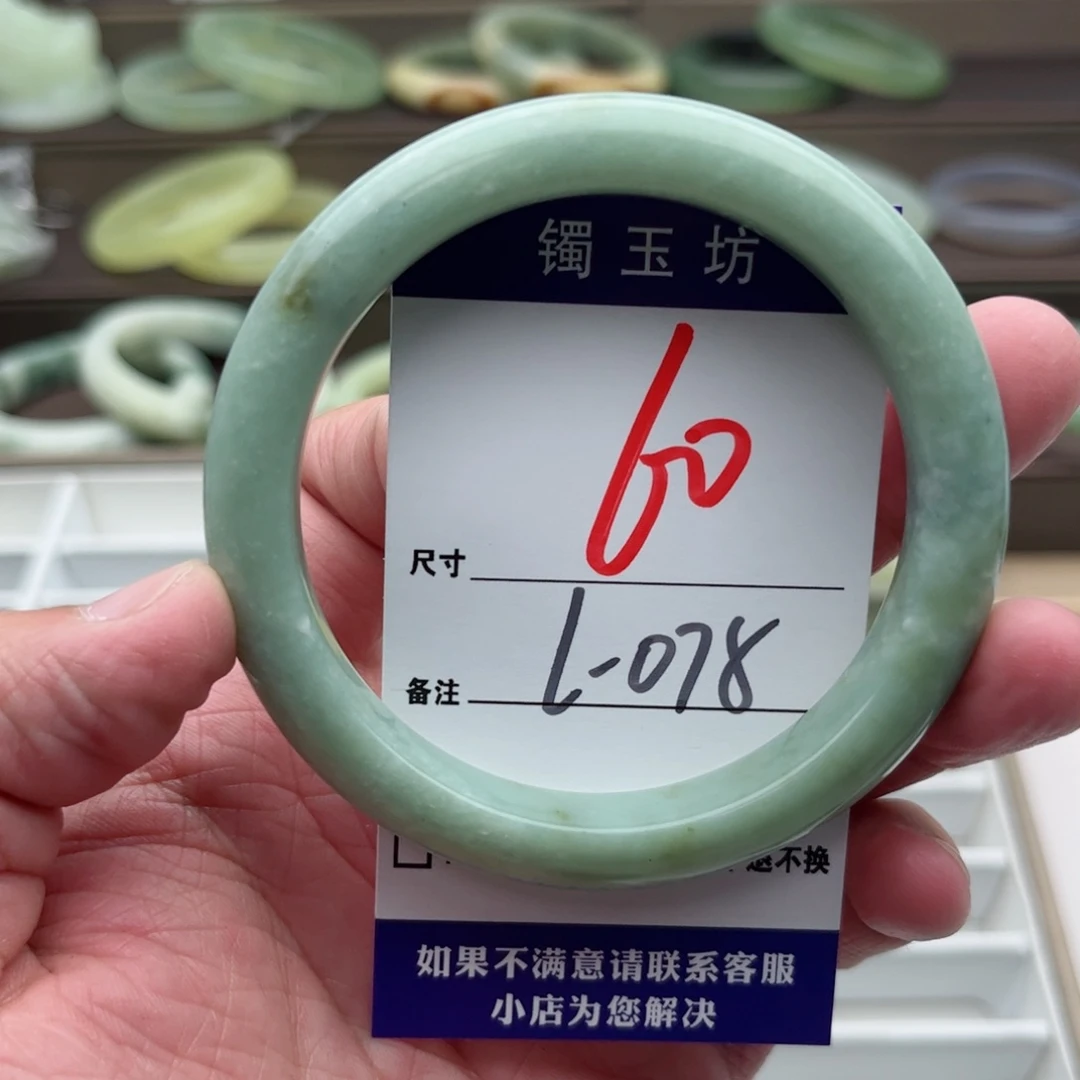 镯玉坊
60
尺寸
L-078
备注
不换
如果不满意请联系客服
小店为您解决